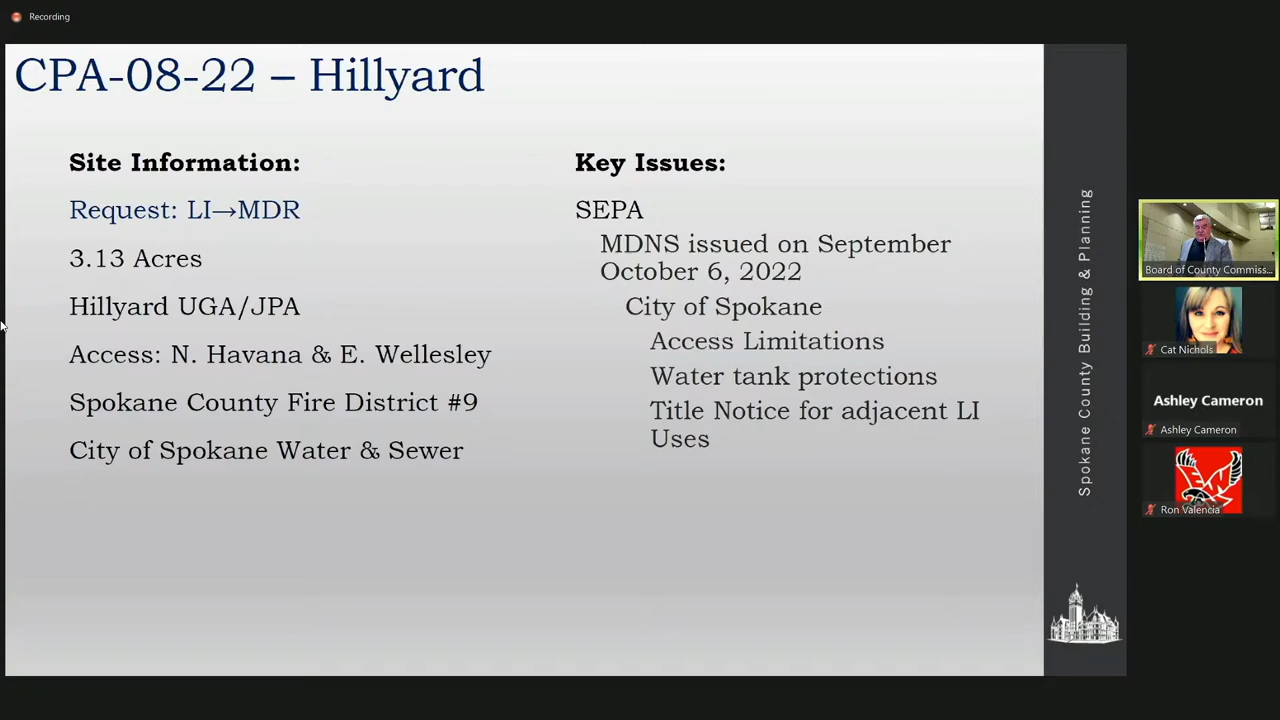 Recording
CPA-08-22 – Hillyard
Site Information:
Request: LI→MDR
3.13 Acres
Hillyard UGA/JPA
Access: N. Havana & E. Wellesley
Spokane County Fire District #9
City of Spokane Water & Sewer
Key Issues:
SEPA
MDNS issued on September
October 6, 2022
City of Spokane
Access Limitations
Water tank protections
Title Notice for adjacent LI
Uses
Spokane County Building & Planning
Board of County Commiss...
Cat Nichols
Ashley Cameron
Ashley Cameron
Ron Valencia